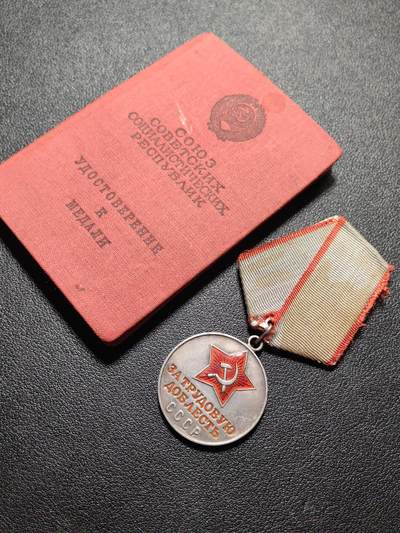 СОЮЗ
СОВЕТСКИХ
СОЦИАЛИСТИЧЕСКИХ
РЕСПУБЛИК
УДОСТОВЕРЕНИЕ
К
МЕДАЛИ
ЗА ТРУДОВУЮ
ДОБЛЕСТЬ
СССР